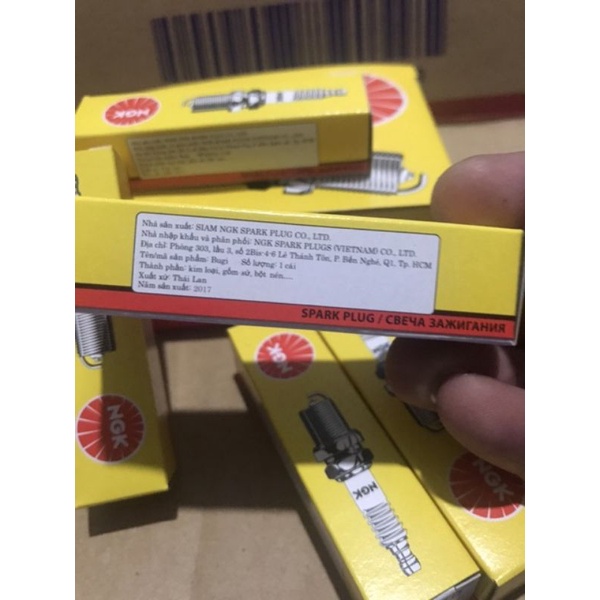 NGK
Nhà sản xuất: SIAM NGK SPARK PLUG CO., LTD.
Nhà nhập khẩu và phân phối: NGK SPARK PLUGS (VIETNAM) CO., LTD.
Địa chỉ: Phòng 303, lầu 3, số 2Bis-4-6 Lê Thánh Tôn, P. Bến Nghé, Q1, Tp. HCM
Tên/mã sản phẩm: Bugi Số lượng: 1 cái
Thành phần: kim loại, gốm sứ, bột nén,...
Xuất xứ: Thái Lan
Năm sản xuất: 2017
SPARK PLUG / СВЕЧА ЗАЖИГАНИЯ
NGK
NGK
NGK
NGK